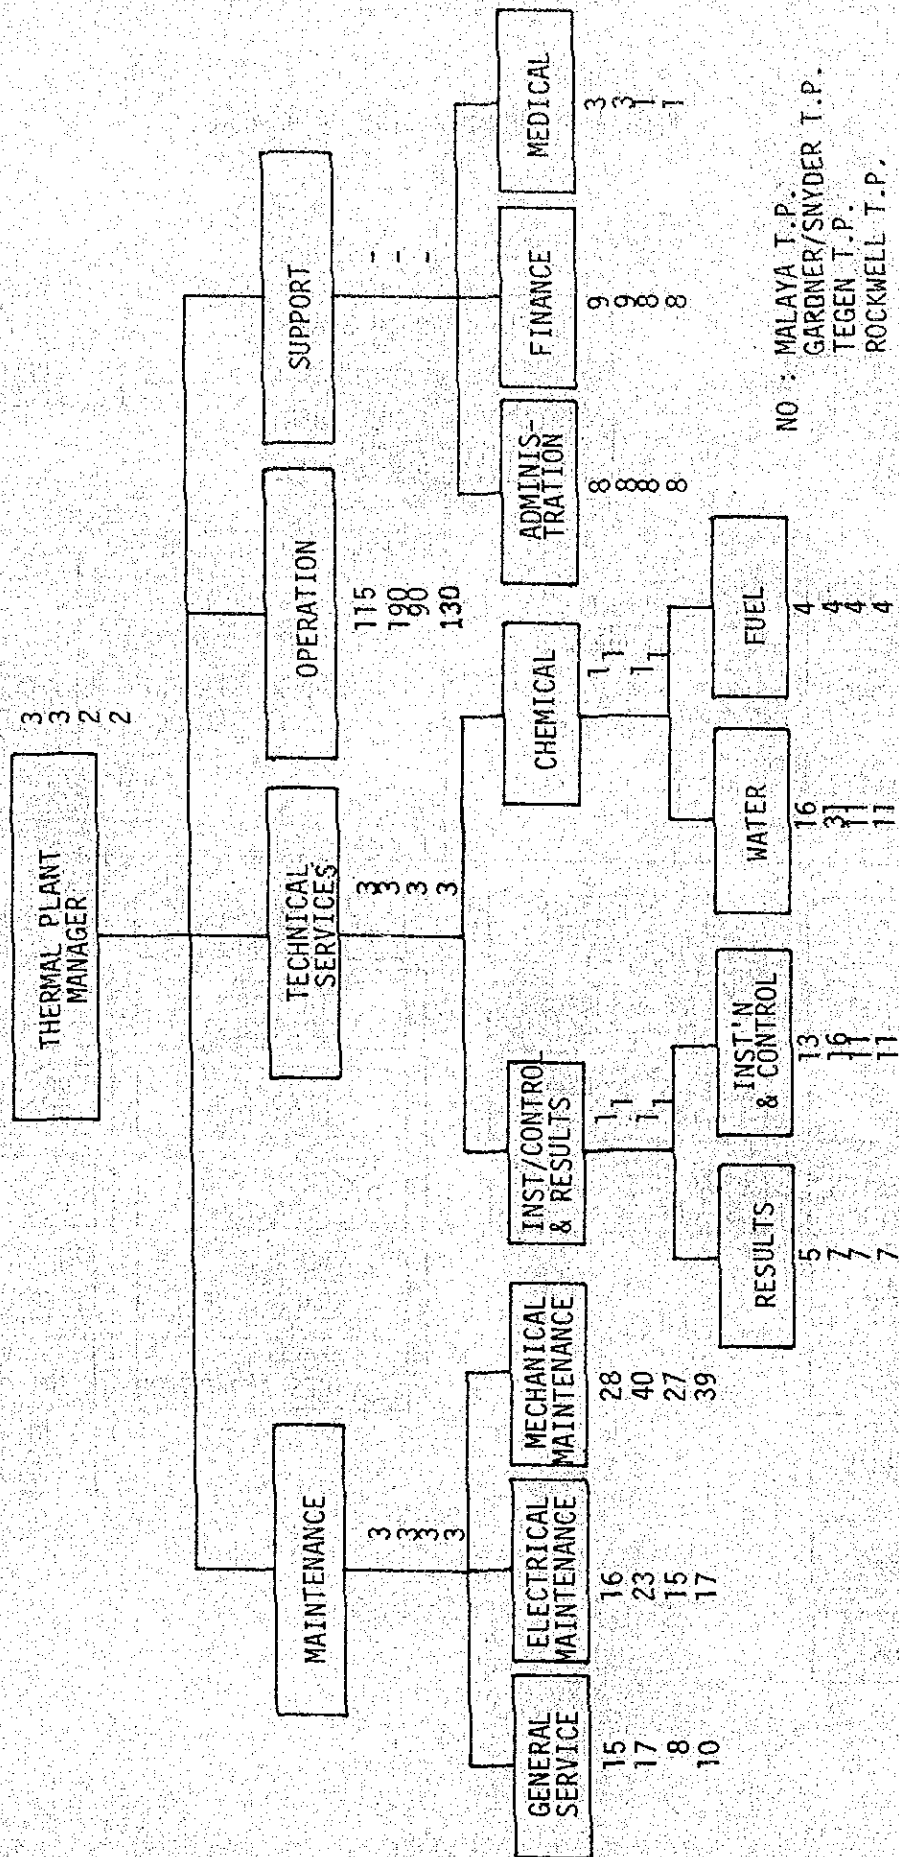 THERMAL PLANT
MANAGER
3
3
2
2
MAINTENANCE
3
3
3
3
TECHNICAL
SERVICES
3
3
3
3
OPERATION
115
190
90
130
SUPPORT
-
-
-
GENERAL
SERVICE
15
17
8
10
ELECTRICAL
MAINTENANCE
16
23
15
17
MECHANICAL
MAINTENANCE
28
40
27
39
INST/CONTROL
& RESULTS
1
1
1
1
CHEMICAL
1
1
1
1
ADMINIS-
TRATION
8
8
8
8
FINANCE
9
9
8
8
MEDICAL
3
3
1
1
RESULTS
5
7
7
7
INST'N
& CONTROL
13
16
11
11
WATER
16
31
11
11
FUEL
4
4
4
4
NO : MALAYA T.P.
GARDNER/SNYDER T.P.
TEGEN T.P.
ROCKWELL T.P.